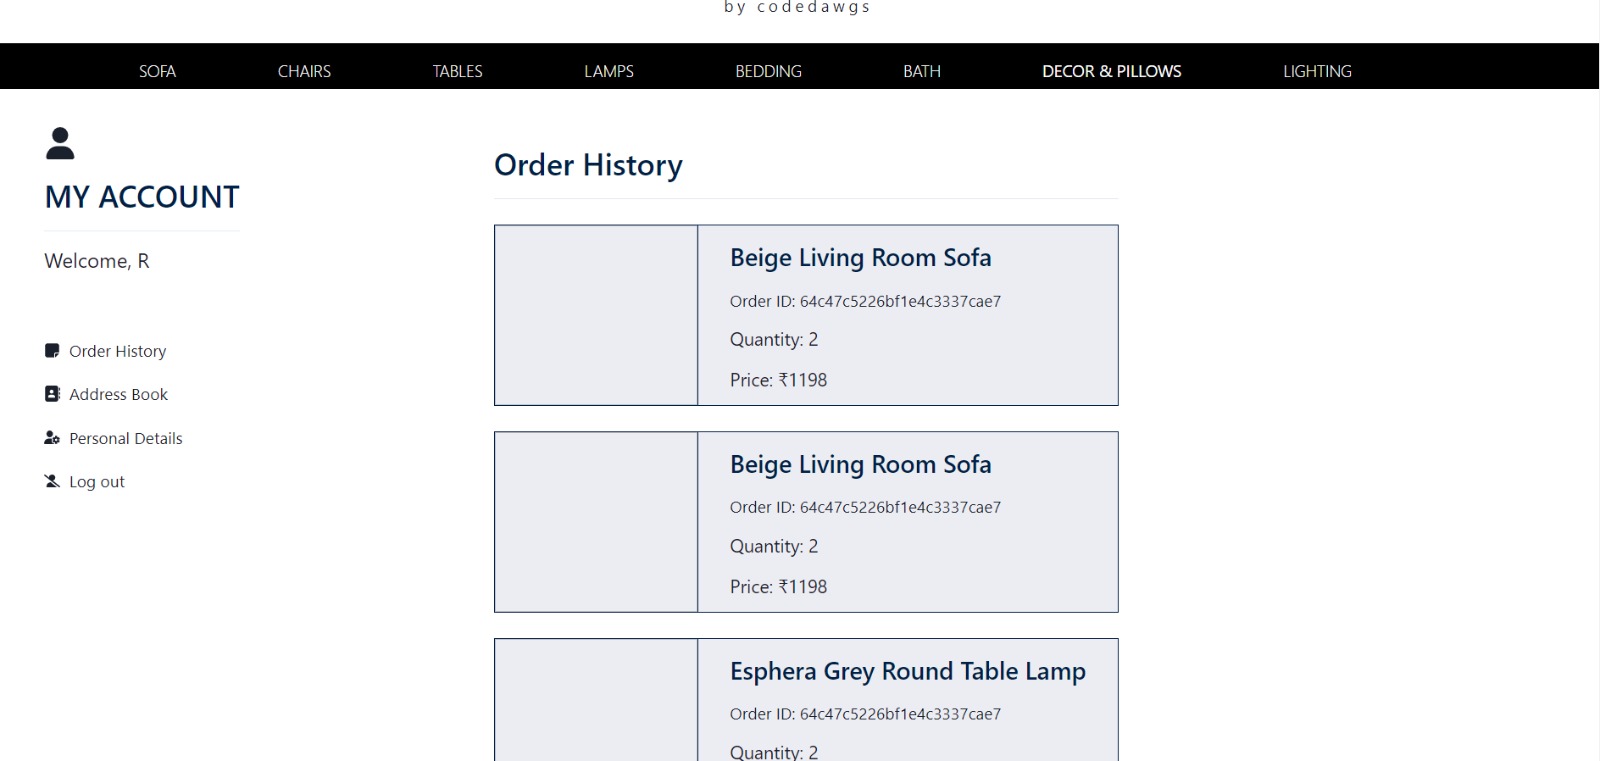 by codedawgs
SOFA CHAIRS TABLES LAMPS BEDDING BATH DECOR & PILLOWS LIGHTING
MY ACCOUNT
Welcome, R
Order History
Address Book
Personal Details
Log out
Order History
Beige Living Room Sofa
Order ID: 64c47c5226bf1e4c3337cae7
Quantity: 2
Price: ₹1198
Beige Living Room Sofa
Order ID: 64c47c5226bf1e4c3337cae7
Quantity: 2
Price: ₹1198
Esphera Grey Round Table Lamp
Order ID: 64c47c5226bf1e4c3337cae7
Quantity: 2